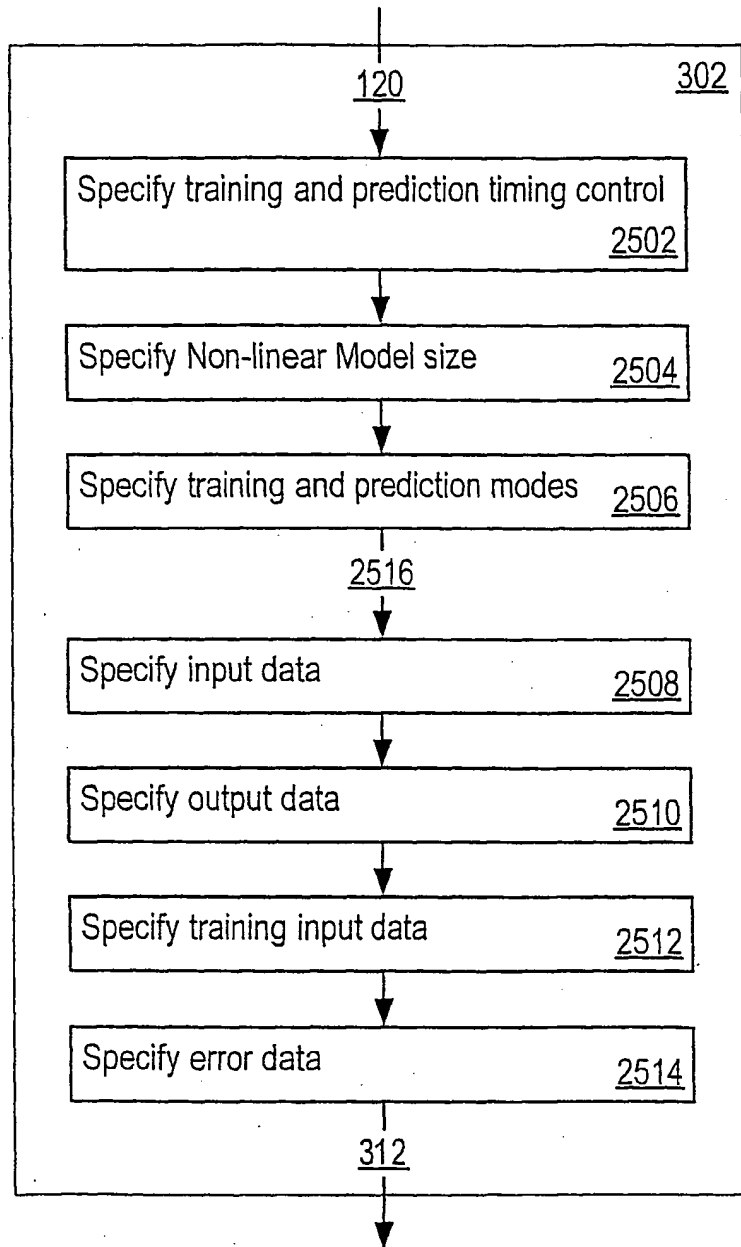 302
120
Specify training and prediction timing control
2502
Specify Non-linear Model size
2504
Specify training and prediction modes
2506
2516
Specify input data
2508
Specify output data
2510
Specify training input data
2512
Specify error data
2514
312